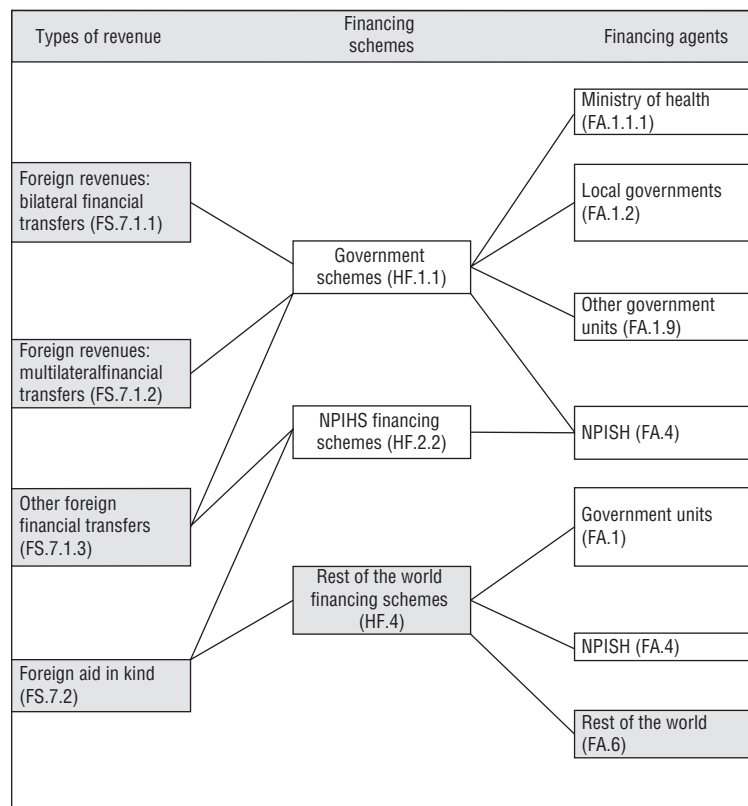 Types of revenue
Financing
schemes
Financing agents
Foreign revenues:
bilateral financial
transfers (FS.7.1.1)
Foreign revenues:
multilateralfinancial
transfers (FS.7.1.2)
Other foreign
financial transfers
(FS.7.1.3)
Foreign aid in kind
(FS.7.2)
Government
schemes (HF.1.1)
NPIHS financing
schemes (HF.2.2)
Rest of the world
financing schemes
(HF.4)
Ministry of health
(FA.1.1.1)
Local governments
(FA.1.2)
Other government
units (FA.1.9)
NPISH (FA.4)
Government units
(FA.1)
NPISH (FA.4)
Rest of the world
(FA.6)